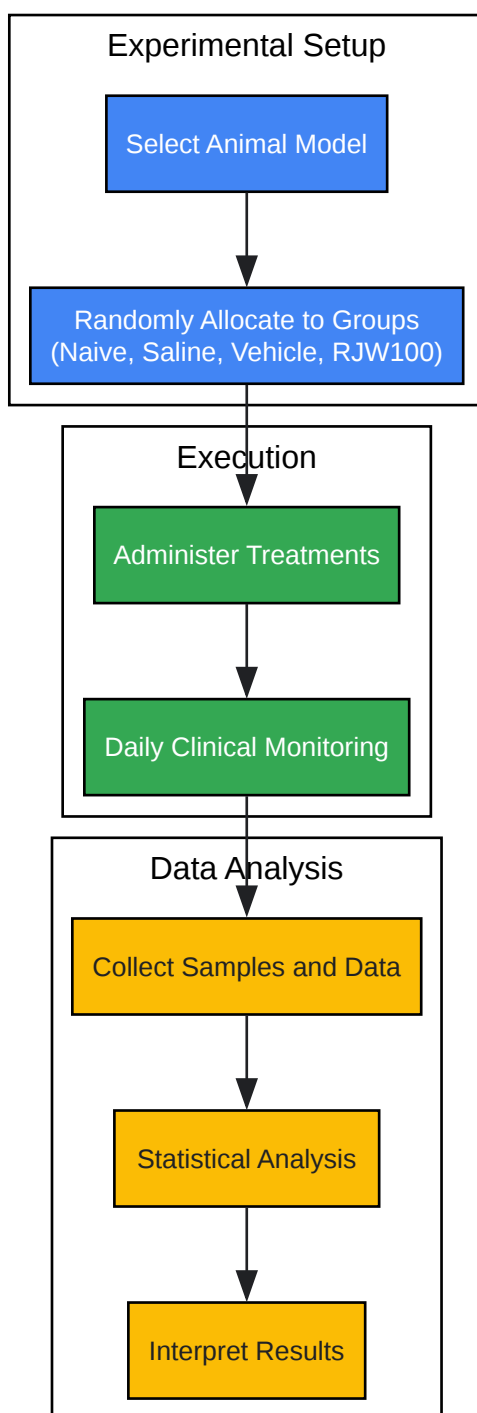 Experimental Setup
Select Animal Model
Randomly Allocate to Groups
(Naive, Saline, Vehicle, RJW100)
Execution
Administer Treatments
Daily Clinical Monitoring
Data Analysis
Collect Samples and Data
Statistical Analysis
Interpret Results